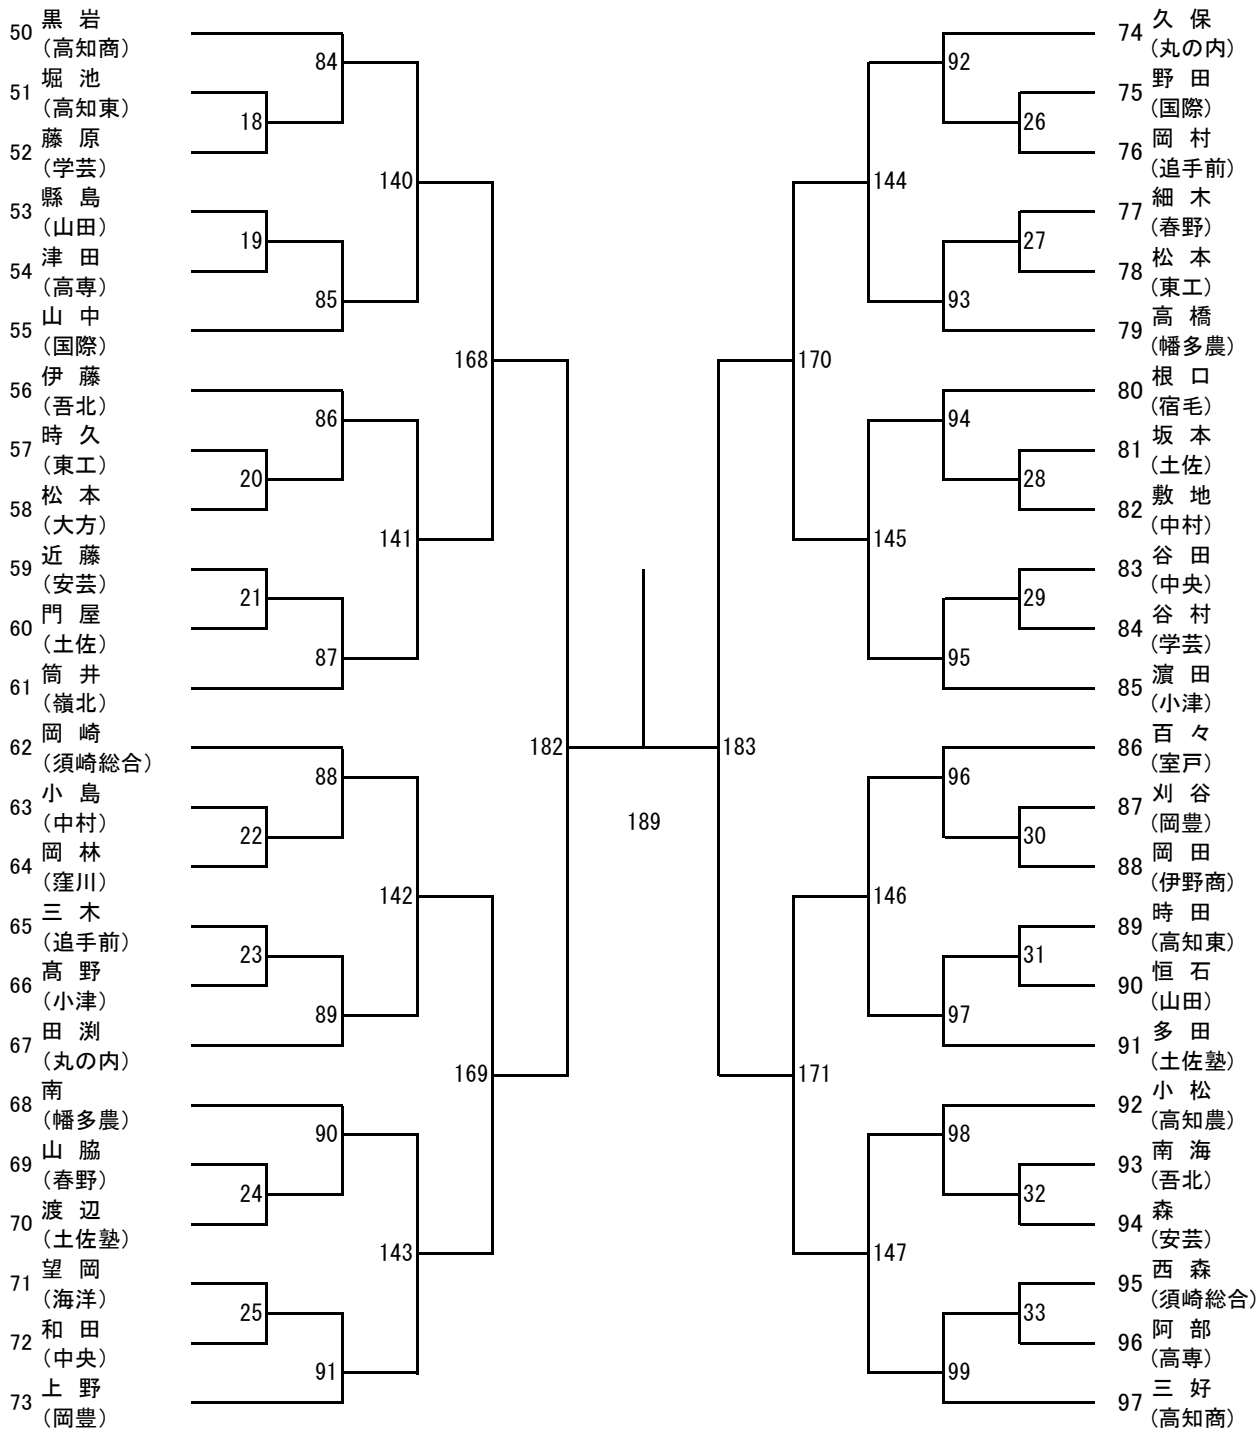 50 黒 岩
(高知商)
51 堀 池
(高知東)
52 藤 原
(学芸)
53 縣 島
(山田)
54 津 田
(高専)
55 山 中
(国際)
56 伊 藤
(吾北)
57 時 久
(東工)
58 松 本
(大方)
59 近 藤
(安芸)
60 門 屋
(土佐)
61 筒 井
(嶺北)
62 岡 崎
(須崎総合)
63 小 島
(中村)
64 岡 林
(窪川)
65 三 木
(追手前)
66 髙 野
(小津)
67 田 渕
(丸の内)
68 南
(幡多農)
69 山 脇
(春野)
70 渡 辺
(土佐塾)
71 望 岡
(海洋)
72 和 田
(中央)
73 上 野
(岡豊)
18
19
20
21
22
23
24
25
84
85
86
87
88
89
90
91
140
141
142
143
168
169
182
189
183
170
171
144
145
146
147
92
93
94
95
96
97
98
99
26
27
28
29
30
31
32
33
74 久 保
(丸の内)
75 野 田
(国際)
76 岡 村
(追手前)
77 細 木
(春野)
78 松 本
(東工)
79 高 橋
(幡多農)
80 根 口
(宿毛)
81 坂 本
(土佐)
82 敷 地
(中村)
83 谷 田
(中央)
84 谷 村
(学芸)
85 濵 田
(小津)
86 百 々
(室戸)
87 刈 谷
(岡豊)
88 岡 田
(伊野商)
89 時 田
(高知東)
90 恒 石
(山田)
91 多 田
(土佐塾)
92 小 松
(高知農)
93 南 海
(吾北)
94 森
(安芸)
95 西 森
(須崎総合)
96 阿 部
(高専)
97 三 好
(高知商)